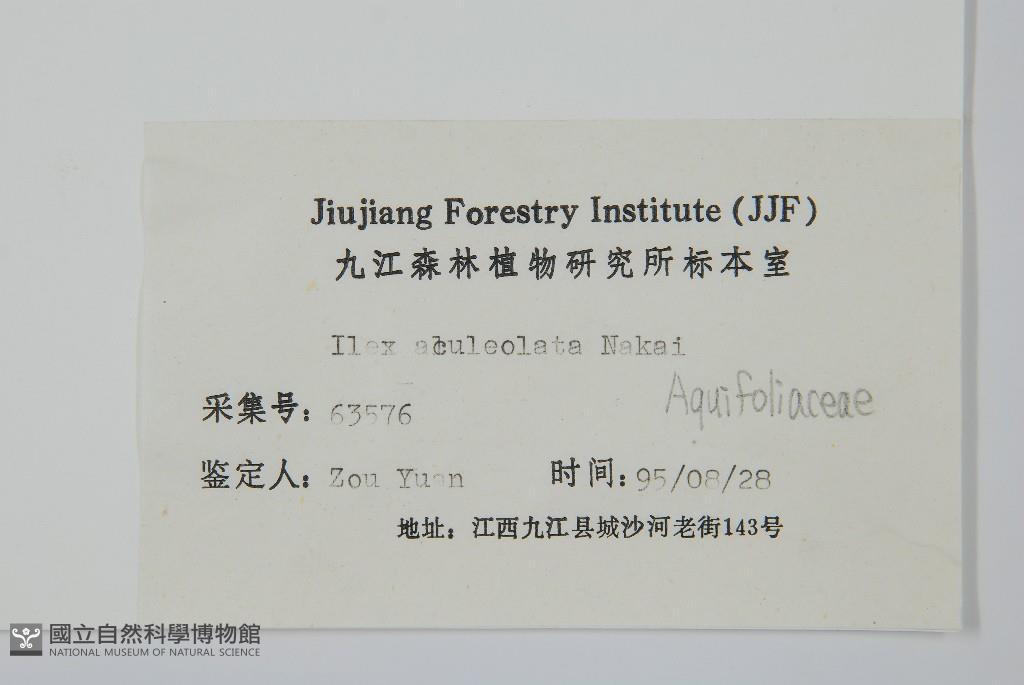 Jiujiang Forestry Institute (JJF)
九江森林植物研究所标本室
Ilex aculeolata Nakai
Aquifoliaceae
采集号: 63576
鉴定人: Zou Yuan 时间: 95/08/28
地址: 江西九江县城沙河老街143号
國立自然科學博物館
NATIONAL MUSEUM OF NATURAL SCIENCE